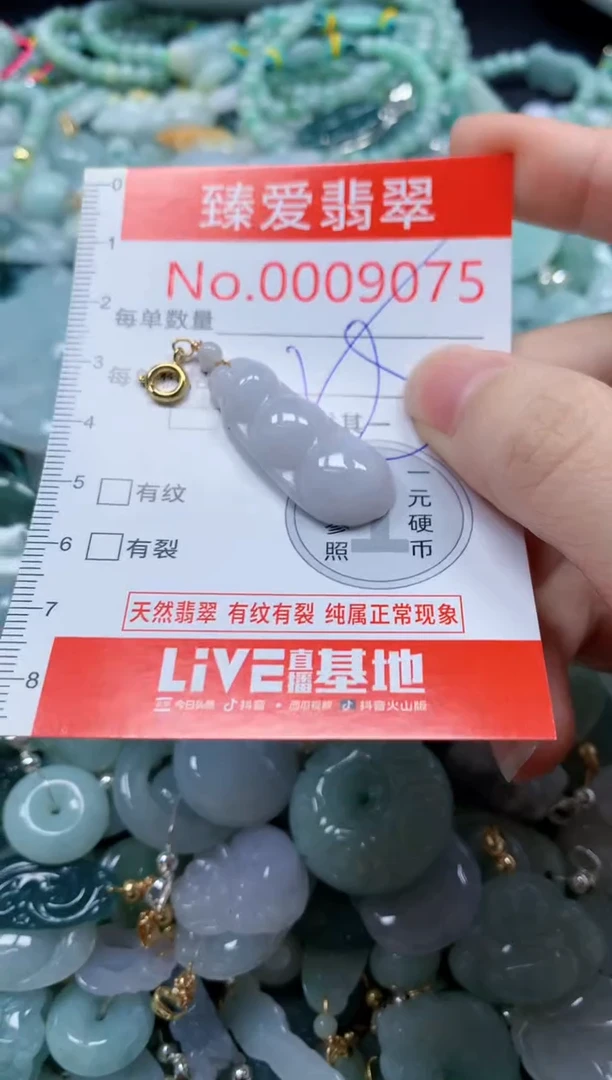 臻爱翡翠
No.0009075
每单数量
每
其一
有纹
有裂
一元硬币
参照
天然翡翠 有纹有裂 纯属正常现象
LiVE直播基地
今日头条 抖音 西瓜视频 抖音火山版
0
1
2
3
4
5
6
7
8